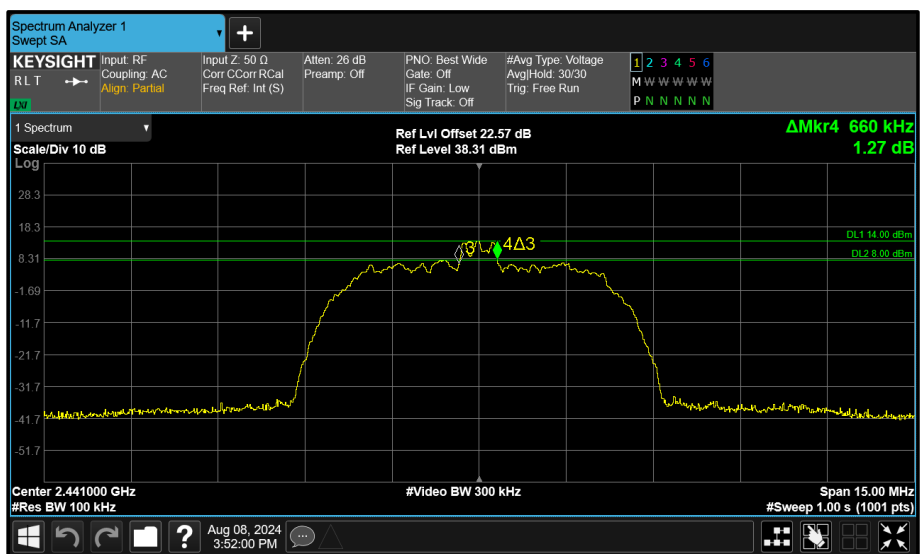 Spectrum Analyzer 1
Swept SA
KEYSIGHT
R L T
LXI
Input: RF
Coupling: AC
Align: Partial
Input Z: 50 Ω
Corr CCorr RCal
Freq Ref: Int (S)
Atten: 26 dB
Preamp: Off
PNO: Best Wide
Gate: Off
IF Gain: Low
Sig Track: Off
#Avg Type: Voltage
Avg|Hold: 30/30
Trig: Free Run
1 2 3 4 5 6
M W W W W W
P N N N N N
1 Spectrum
Scale/Div 10 dB
Log
Ref Lvl Offset 22.57 dB
Ref Level 38.31 dBm
ΔMkr4 660 kHz
1.27 dB
28.3
18.3
8.31
-1.69
-11.7
-21.7
-31.7
-41.7
-51.7
3
4Δ3
DL1 14.00 dBm
DL2 8.00 dBm
Center 2.441000 GHz
#Res BW 100 kHz
#Video BW 300 kHz
Span 15.00 MHz
#Sweep 1.00 s (1001 pts)
?
Aug 08, 2024
3:52:00 PM